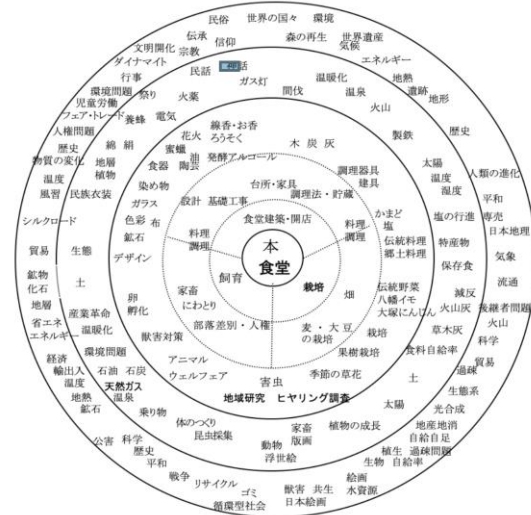 民俗 世界の国々 環境
伝承 信仰 森の再生 世界遺産
文明開化 宗教 気候
ダイナマイト 民話 ガス灯 温暖化 エネルギー
行事 間伐 温泉 地熱
環境問題 祭り 火薬 火山 遺跡 地形
児童労働
フェア・トレード 養蜂 電気 線香・お香 製鉄
人権問題 花火 ろうそく 木 炭 灰 歴史
歴史 綿 絹 蜜蠟
物質の変化 地層 油 発酵アルコール 太陽
植物 食器 陶芸 調理器具 人類の進化
温度 台所・家具 建具 温度
風習 民族衣装 染め物 調理法・貯蔵 湿度
ガラス 設計 基礎工事 平和
シルクロード 色彩 布 食堂建築・開店 かまど 塩の行進 専売
鉱石 料理 料理 塩 日本地理
調理 本 調理 伝統料理 特産物
貿易 生態 デザイン 食堂 郷土料理 気象
保存食
鉱物 飼育 栽培
化石 土 家畜 畑 伝統野菜 流通
卵 にわとり 八幡イモ 減反
地層 孵化 大塚にんじん 火山灰 後継者問題
省エネ 産業革命 部落差別・人権 麦・大豆 火山
エネルギー 温暖化 獣害対策 の栽培 栽培 草木灰 科学
果樹栽培 食料自給率
経済 環境問題 アニマル 貿易
輸出入 石油 石炭 ウェルフェア 季節の草花 土 過疎
温度 天然ガス 害虫 生態系
地熱 温泉 地域研究 ヒヤリング調査 太陽
鉱石 乗り物 光合成
体のつくり 家畜 植物の成長 地産地消
公害 科学 昆虫採集 版画 自給自足
歴史 動物 植生 過疎問題
平和 浮世絵 生物 自給率
戦争 絵画
リサイクル ゴミ 獣害 共生 水資源
循環型社会 日本絵画